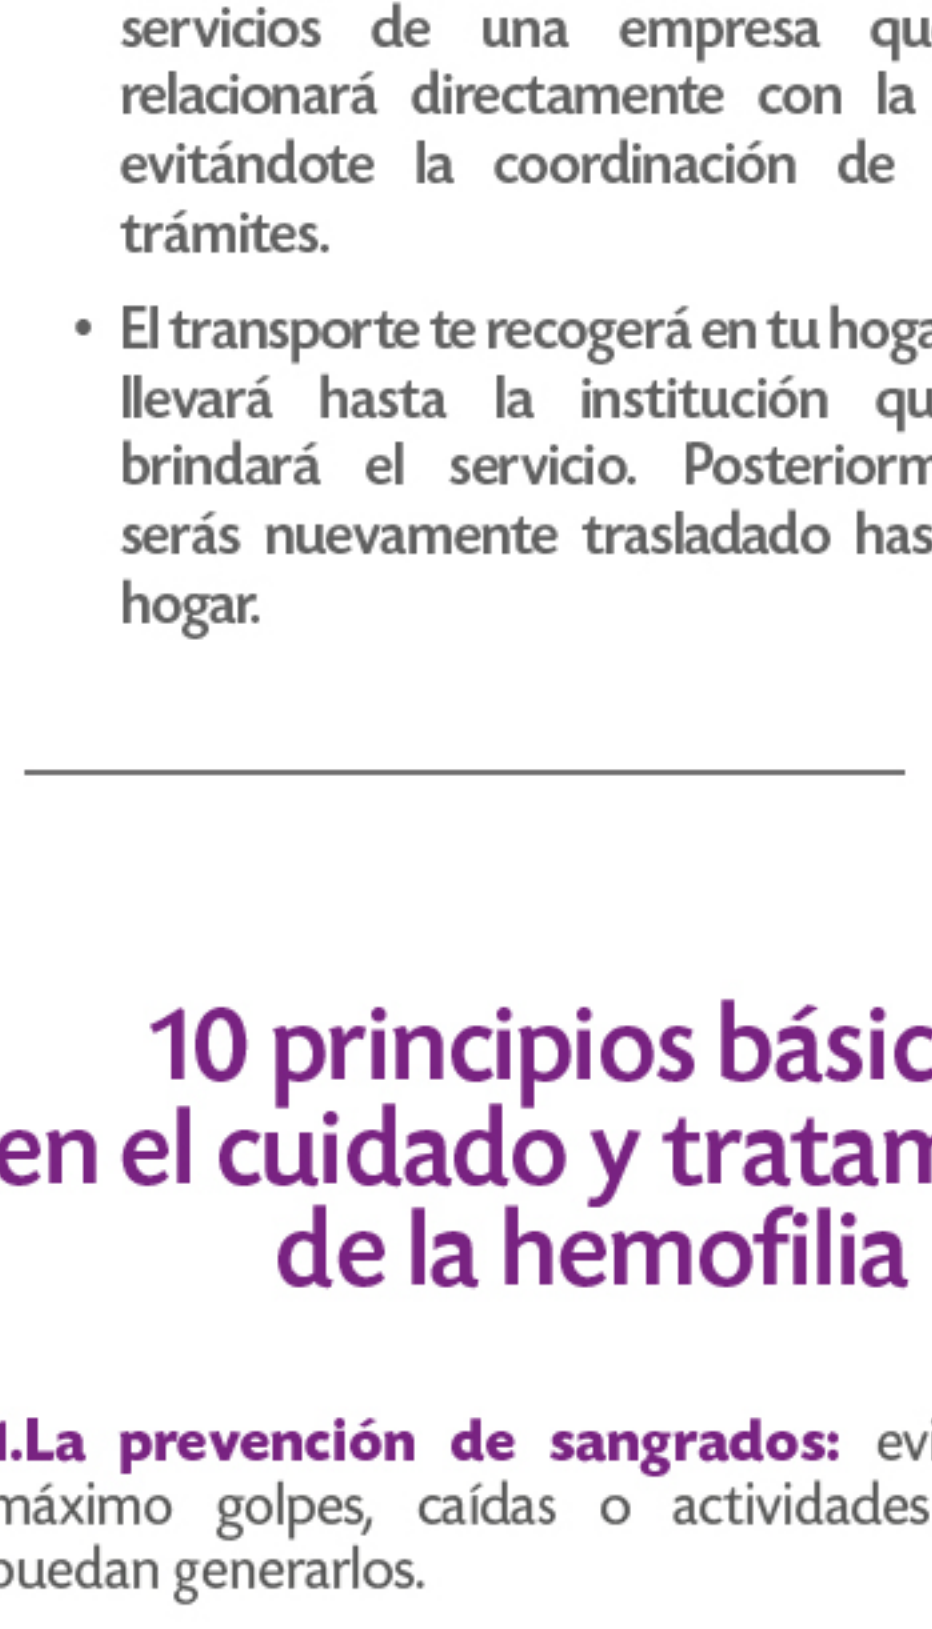 servicios de una empresa qu
relacionará directamente con la
evitándote la coordinación de
trámites.
• El transporte te recogerá en tu hoga
llevará hasta la institución qu
brindará el servicio. Posteriorm
serás nuevamente trasladado has
hogar.
10 principios básic
en el cuidado y tratam
de la hemofilia
1.La prevención de sangrados: evi
máximo golpes, caídas o actividades
puedan generarlos.